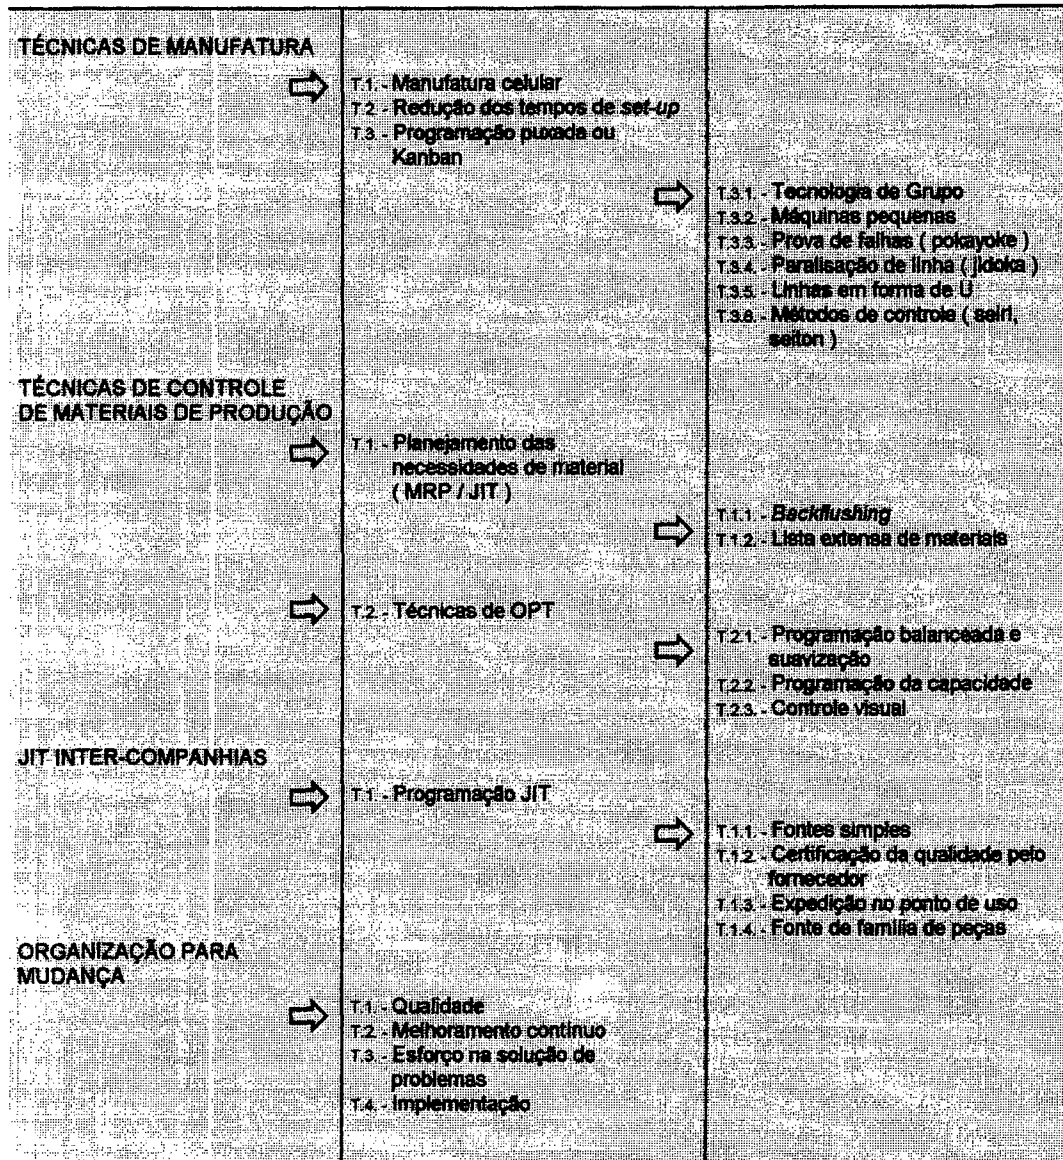 TÉCNICAS DE MANUFATURA
T.1. - Manufatura celular
T.2. - Redução dos tempos de set-up
T.3. - Programação puxada ou
Kanban
T.3.1. - Tecnologia de Grupo
T.3.2. - Máquinas pequenas
T.3.3. - Prova de falhas ( pokayoke )
T.3.4. - Paralisação de linha ( jidoka )
T.3.5. - Linhas em forma de U
T.3.6. - Métodos de controle ( seiri,
seiton )
TÉCNICAS DE CONTROLE
DE MATERIAIS DE PRODUÇÃO
T.1. - Planejamento das
necessidades de material
( MRP / JIT )
T.1.1. - Backflushing
T.1.2. - Lista extensa de materiais
T.2. - Técnicas de OPT
T.2.1. - Programação balanceada e
suavização
T.2.2. - Programação da capacidade
T.2.3. - Controle visual
JIT INTER-COMPANHIAS
T.1. - Programação JIT
T.1.1. - Fontes simples
T.1.2. - Certificação da qualidade pelo
fornecedor
T.1.3. - Expedição no ponto de uso
T.1.4. - Fonte de família de peças
ORGANIZAÇÃO PARA
MUDANÇA
T.1. - Qualidade
T.2. - Melhoramento contínuo
T.3. - Esforço na solução de
problemas
T.4. - Implementação